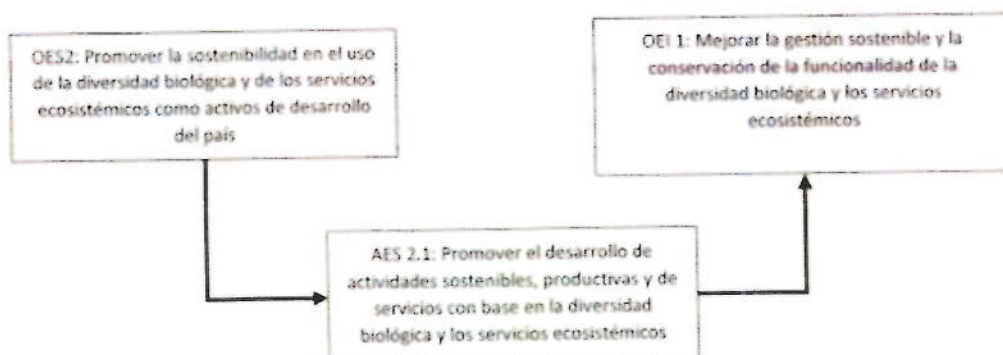 OES2: Promover la sostenibilidad en el uso
de la diversidad biológica y de los servicios
ecosistémicos como activos de desarrollo
del país
OEI 1: Mejorar la gestión sostenible y la
conservación de la funcionalidad de la
diversidad biológica y los servicios
ecosistémicos
AES 2.1: Promover el desarrollo de
actividades sostenibles, productivas y de
servicios con base en la diversidad
biológica y los servicios ecosistémicos